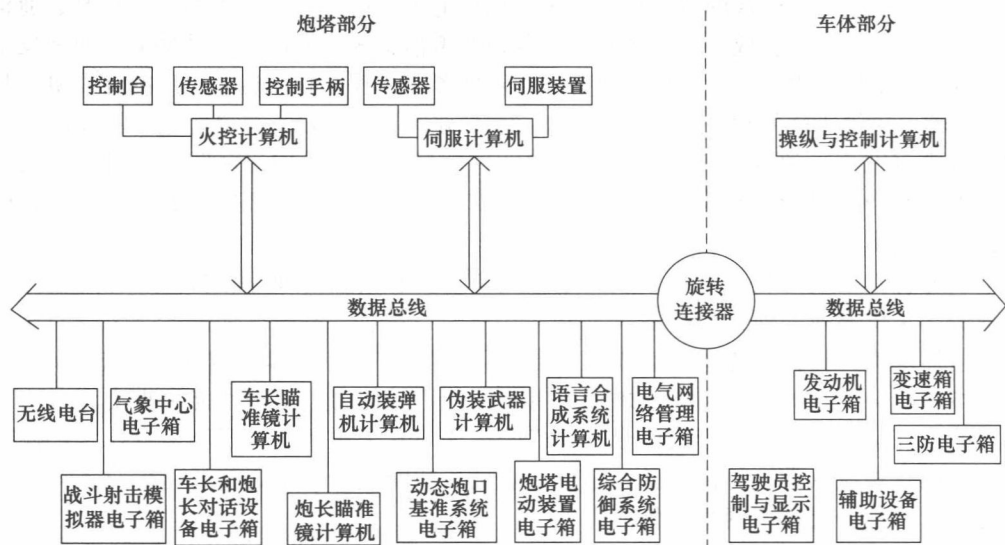 炮塔部分
车体部分
控制台
传感器
控制手柄
传感器
伺服装置
火控计算机
伺服计算机
操纵与控制计算机
数据总线
旋转
连接器
数据总线
无线电台
气象中心
电子箱
车长瞄
准镜计
算机
自动装弹
机计算机
伪装武器
计算机
语言合
成系统
计算机
电气网
络管理
电子箱
发动机
电子箱
变速箱
电子箱
三防电子箱
战斗射击模
拟器电子箱
车长和炮
长对话设
备电子箱
炮长瞄准
镜计算机
动态炮口
基准系统
电子箱
炮塔电
动装置
电子箱
综合防
御系统
电子箱
驾驶员控
制与显示
电子箱
辅助设备
电子箱